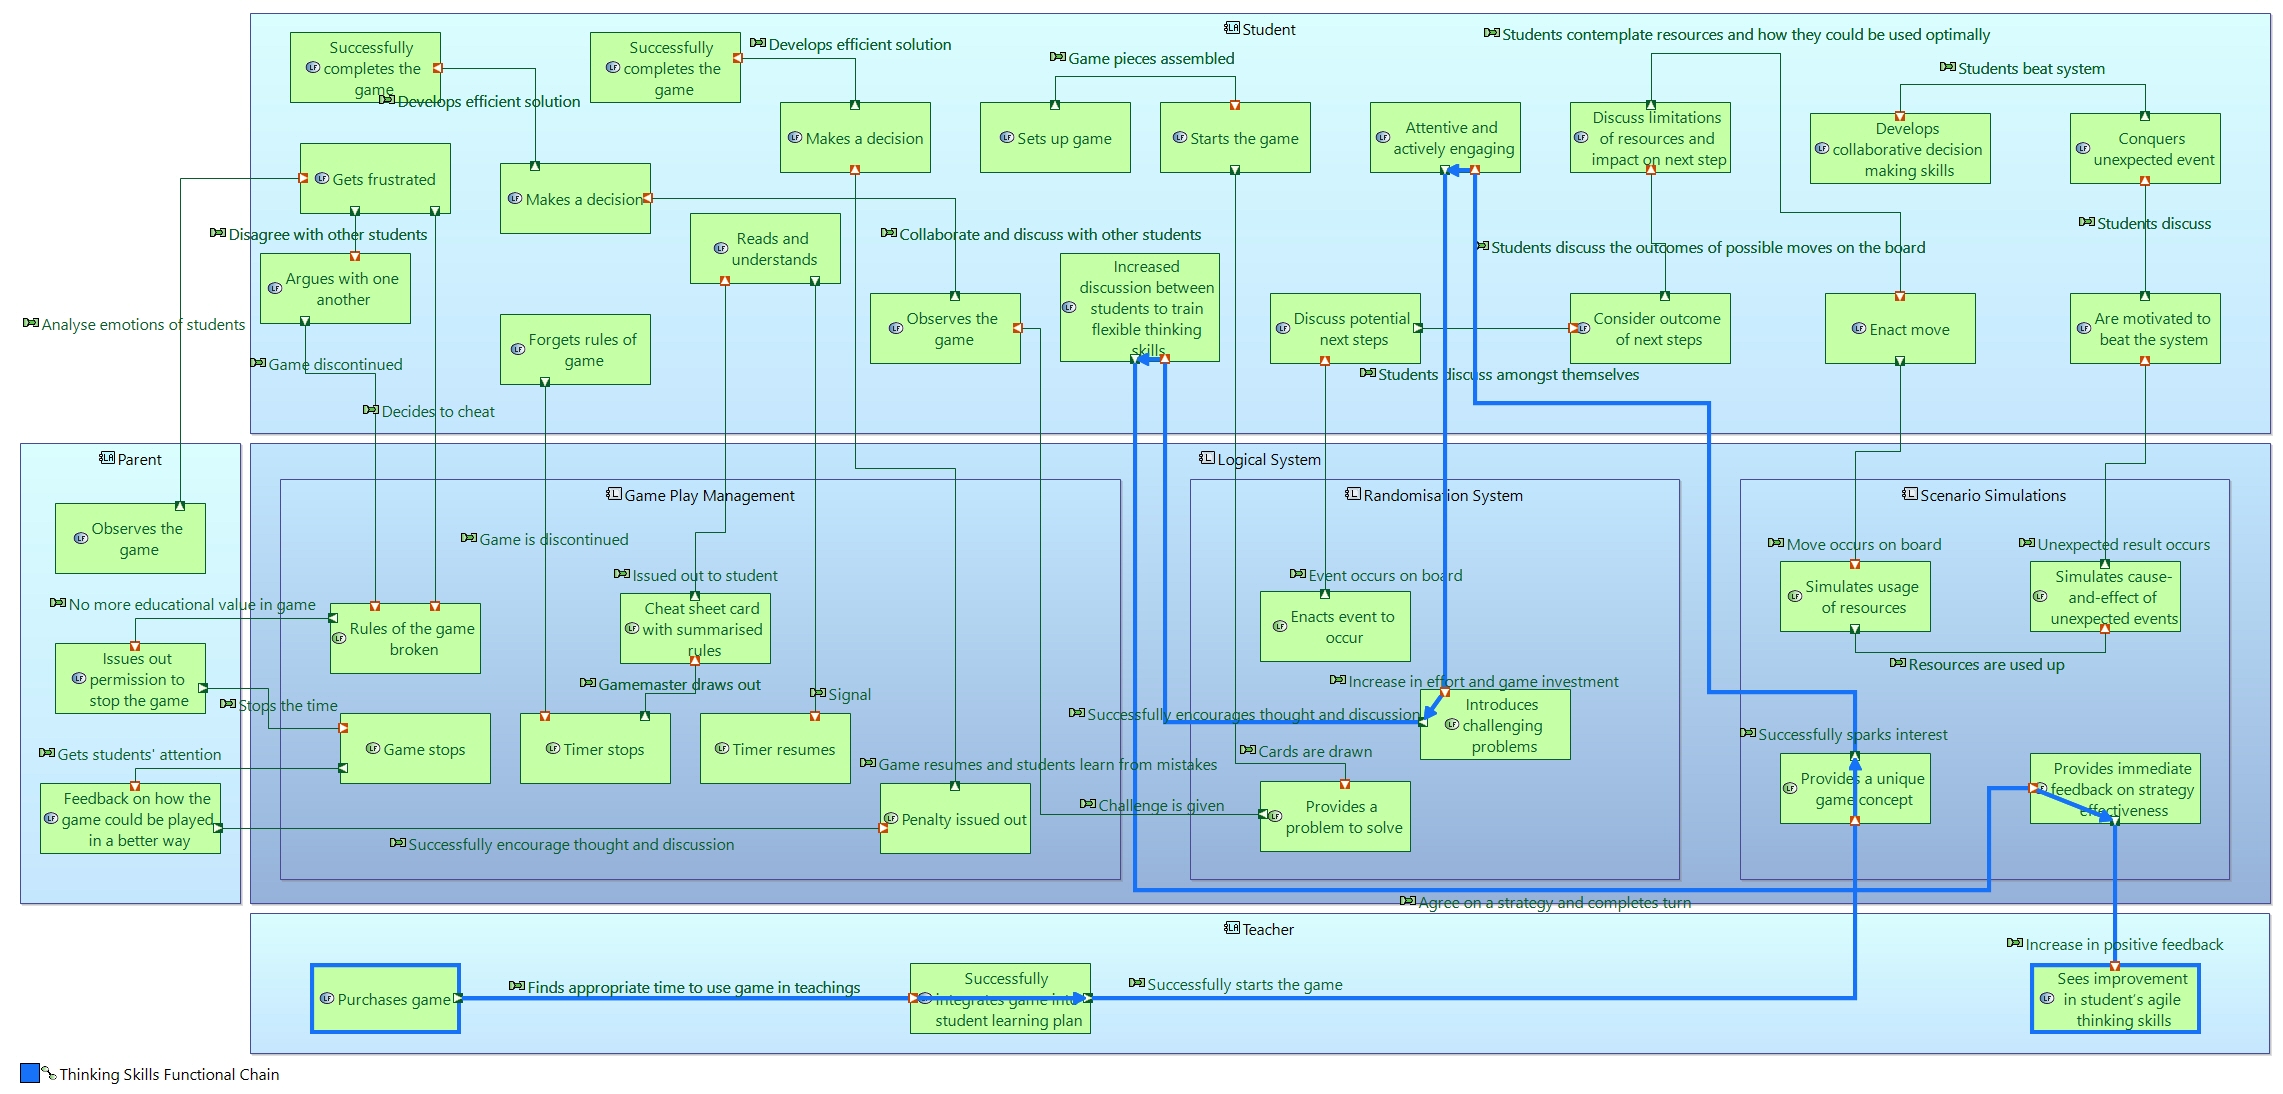 Student
Successfully
completes the
game
Successfully
completes the
game
Develops efficient solution
Develops efficient solution
Game pieces assembled
Students contemplate resources and how they could be used optimally
Students beat system
Makes a decision
Sets up game
Starts the game
Attentive and
actively engaging
Discuss limitations
of resources and
impact on next step
Develops
collaborative decision
making skills
Conquers
unexpected event
Gets frustrated
Makes a decision
Disagree with other students
Reads and
understands
Collaborate and discuss with other students
Students discuss the outcomes of possible moves on the board
Students discuss
Argues with one
another
Increased
discussion between
students to train
flexible thinking
skills
Analyse emotions of students
Forgets rules of
game
Observes the
game
Discuss potential
next steps
Consider outcome
of next steps
Enact move
Are motivated to
beat the system
Game discontinued
Students discuss amongst themselves
Decides to cheat
Parent
Logical System
Game Play Management
Randomisation System
Scenario Simulations
Observes the
game
Game is discontinued
Move occurs on board
Unexpected result occurs
Issued out to student
Event occurs on board
No more educational value in game
Rules of the game
broken
Cheat sheet card
with summarised
rules
Enacts event to
occur
Simulates usage
of resources
Simulates cause-
and-effect of
unexpected events
Issues out
permission to
stop the game
Resources are used up
Gamemaster draws out
Signal
Increase in effort and game investment
Stops the time
Successfully encourages thought and discussion
Introduces
challenging
problems
Game stops
Timer stops
Timer resumes
Successfully sparks interest
Gets students' attention
Game resumes and students learn from mistakes
Cards are drawn
Feedback on how the
game could be played
in a better way
Penalty issued out
Challenge is given
Provides a
problem to solve
Provides a unique
game concept
Provides immediate
feedback on strategy
effectiveness
Successfully encourage thought and discussion
Agree on a strategy and completes turn
Teacher
Increase in positive feedback
Purchases game
Finds appropriate time to use game in teachings
Successfully
integrates game into
student learning plan
Successfully starts the game
Sees improvement
in student's agile
thinking skills
Thinking Skills Functional Chain